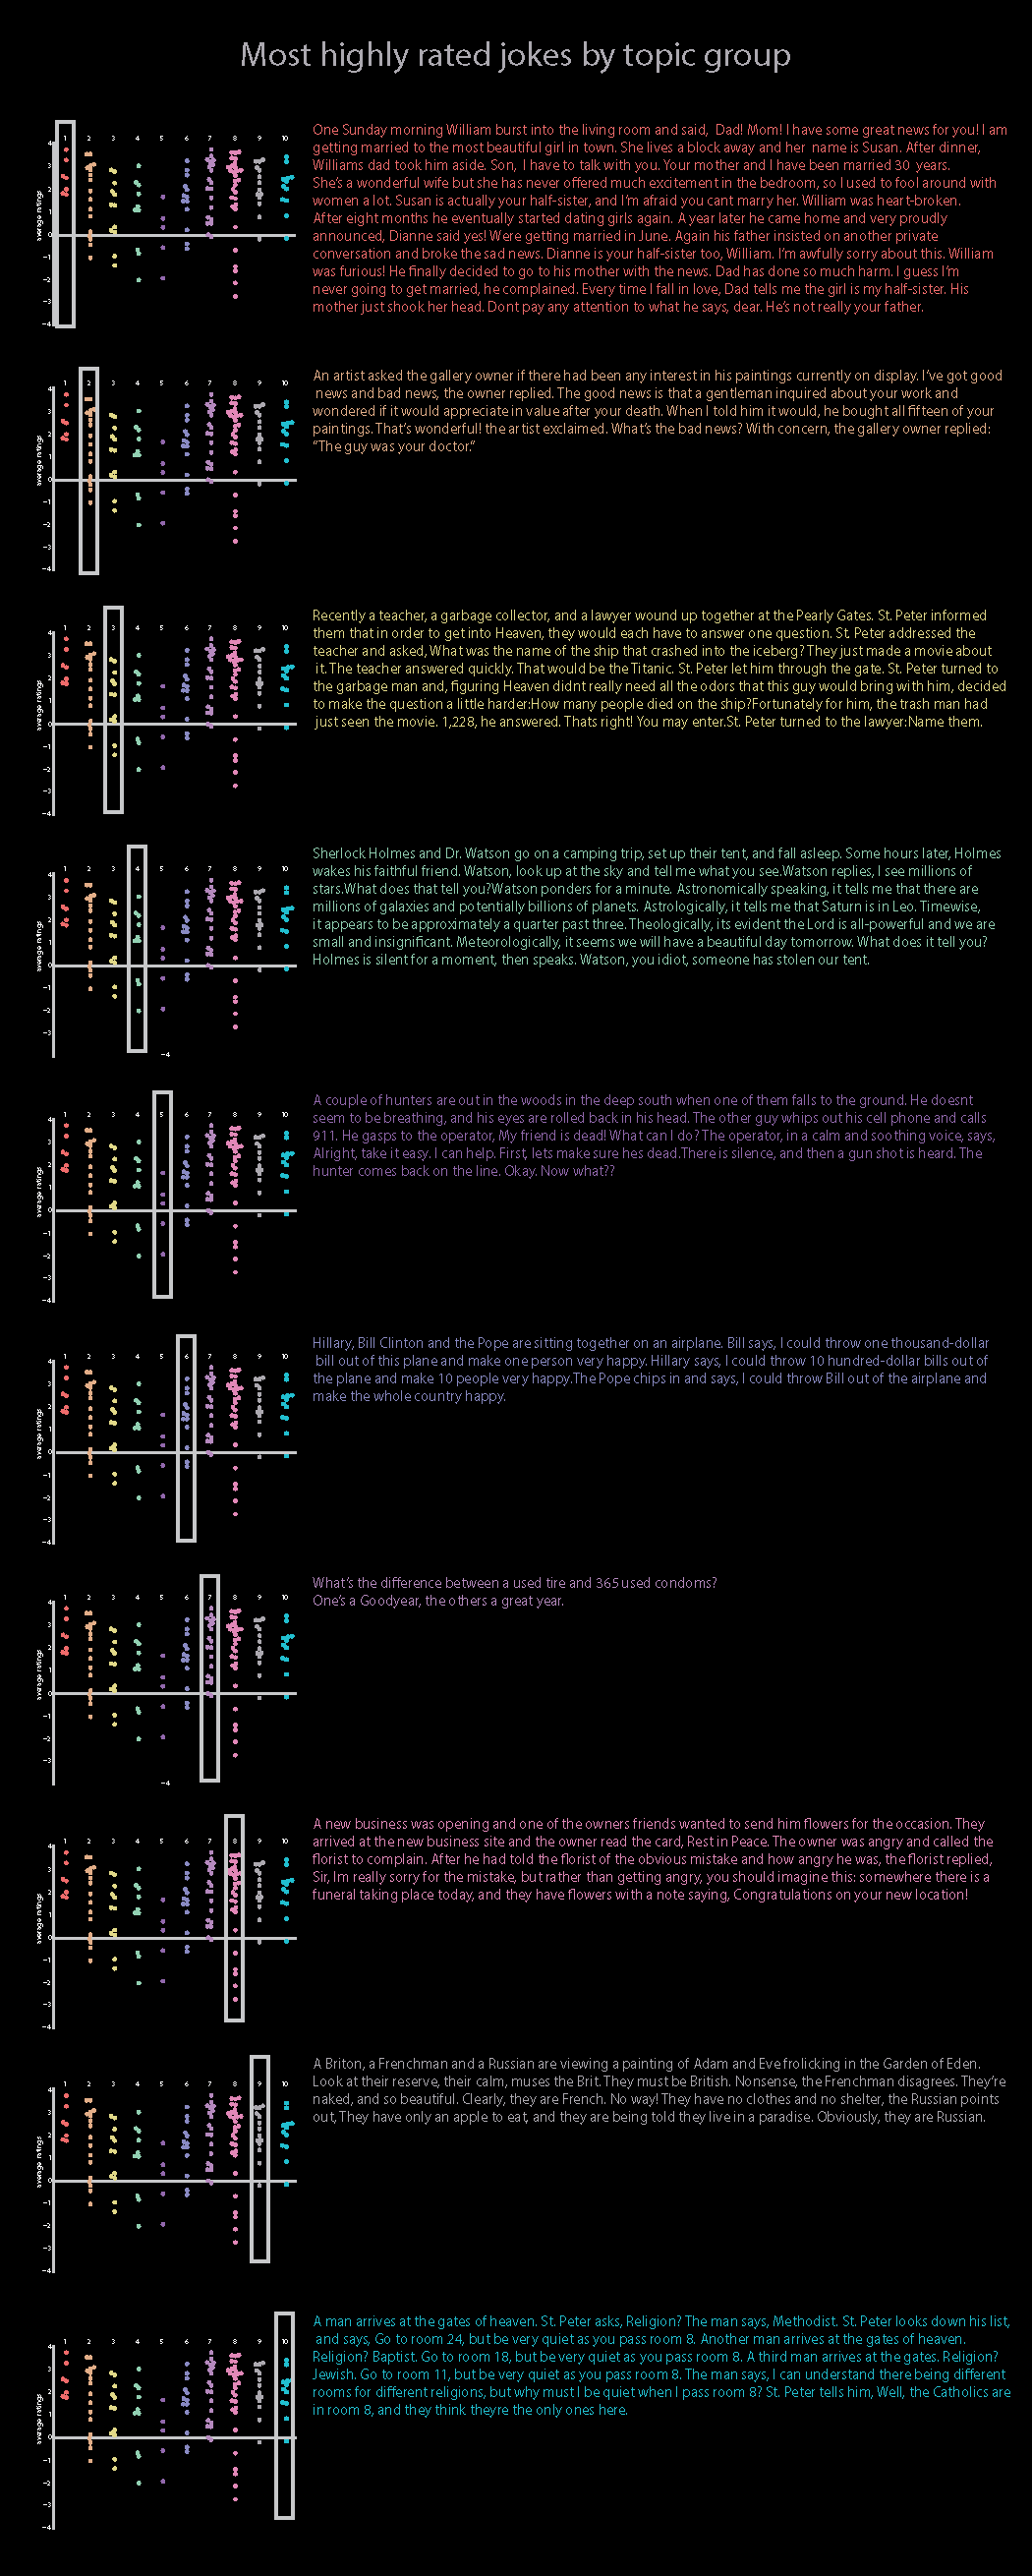 Most highly rated jokes by topic group
1 2 3 4 5 6 7 8 9 10
4
3
2
1
0
−1
−2
−3
−4
average rating
One Sunday morning William burst into the living room and said,  Dad! Mom! I have some great news for you! I am
getting married to the most beautiful girl in town. She lives a block away and her  name is Susan. After dinner,
Williams dad took him aside. Son,  I have to talk with you. Your mother and I have been married 30  years.
She's a wonderful wife but she has never offered much excitement in the bedroom, so I used to fool around with
women a lot. Susan is actually your half-sister, and I'm afraid you cant marry her. William was heart-broken.
After eight months he eventually started dating girls again. A year later he came home and very proudly
announced, Dianne said yes! Were getting married in June. Again his father insisted on another private
conversation and broke the sad news. Dianne is your half-sister too, William. I'm awfully sorry about this. William
was furious! He finally decided to go to his mother with the news. Dad has done so much harm. I guess I'm
never going to get married, he complained. Every time I fall in love, Dad tells me the girl is my half-sister. His
mother just shook her head. Dont pay any attention to what he says, dear. He's not really your father.
1 2 3 4 5 6 7 8 9 10
4
3
2
1
0
−1
−2
−3
−4
average rating
An artist asked the gallery owner if there had been any interest in his paintings currently on display. I've got good
news and bad news, the owner replied. The good news is that a gentleman inquired about your work and
wondered if it would appreciate in value after your death. When I told him it would, he bought all fifteen of your
paintings. That's wonderful! the artist exclaimed. What's the bad news? With concern, the gallery owner replied:
“The guy was your doctor.”
1 2 3 4 5 6 7 8 9 10
4
3
2
1
0
−1
−2
−3
−4
average rating
Recently a teacher, a garbage collector, and a lawyer wound up together at the Pearly Gates. St. Peter informed
them that in order to get into Heaven, they would each have to answer one question. St. Peter addressed the
teacher and asked, What was the name of the ship that crashed into the iceberg? They just made a movie about
it. The teacher answered quickly. That would be the Titanic. St. Peter let him through the gate. St. Peter turned to
the garbage man and, figuring Heaven didnt really need all the odors that this guy would bring with him, decided
to make the question a little harder:How many people died on the ship?Fortunately for him, the trash man had
just seen the movie. 1,228, he answered. Thats right! You may enter.St. Peter turned to the lawyer:Name them.
1 2 3 4 5 6 7 8 9 10
4
3
2
1
0
−1
−2
−3
−4
average rating
Sherlock Holmes and Dr. Watson go on a camping trip, set up their tent, and fall asleep. Some hours later, Holmes
wakes his faithful friend. Watson, look up at the sky and tell me what you see.Watson replies, I see millions of
stars.What does that tell you?Watson ponders for a minute. Astronomically speaking, it tells me that there are
millions of galaxies and potentially billions of planets. Astrologically, it tells me that Saturn is in Leo. Timewise,
it appears to be approximately a quarter past three. Theologically, its evident the Lord is all-powerful and we are
small and insignificant. Meteorologically, it seems we will have a beautiful day tomorrow. What does it tell you?
Holmes is silent for a moment, then speaks. Watson, you idiot, someone has stolen our tent.
1 2 3 4 5 6 7 8 9 10
4
3
2
1
0
−1
−2
−3
−4
average rating
A couple of hunters are out in the woods in the deep south when one of them falls to the ground. He doesnt
seem to be breathing, and his eyes are rolled back in his head. The other guy whips out his cell phone and calls
911. He gasps to the operator, My friend is dead! What can I do? The operator, in a calm and soothing voice, says,
Alright, take it easy. I can help. First, lets make sure hes dead.There is silence, and then a gun shot is heard. The
hunter comes back on the line. Okay. Now what??
1 2 3 4 5 6 7 8 9 10
4
3
2
1
0
−1
−2
−3
−4
average rating
Hillary, Bill Clinton and the Pope are sitting together on an airplane. Bill says, I could throw one thousand-dollar
bill out of this plane and make one person very happy. Hillary says, I could throw 10 hundred-dollar bills out of
the plane and make 10 people very happy.The Pope chips in and says, I could throw Bill out of the airplane and
make the whole country happy.
1 2 3 4 5 6 7 8 9 10
4
3
2
1
0
−1
−2
−3
−4
average rating
What's the difference between a used tire and 365 used condoms?
One's a Goodyear, the others a great year.
1 2 3 4 5 6 7 8 9 10
4
3
2
1
0
−1
−2
−3
−4
average rating
A new business was opening and one of the owners friends wanted to send him flowers for the occasion. They
arrived at the new business site and the owner read the card, Rest in Peace. The owner was angry and called the
florist to complain. After he had told the florist of the obvious mistake and how angry he was, the florist replied,
Sir, Im really sorry for the mistake, but rather than getting angry, you should imagine this: somewhere there is a
funeral taking place today, and they have flowers with a note saying, Congratulations on your new location!
1 2 3 4 5 6 7 8 9 10
4
3
2
1
0
−1
−2
−3
−4
average rating
A Briton, a Frenchman and a Russian are viewing a painting of Adam and Eve frolicking in the Garden of Eden.
Look at their reserve, their calm, muses the Brit. They must be British. Nonsense, the Frenchman disagrees. They're
naked, and so beautiful. Clearly, they are French. No way! They have no clothes and no shelter, the Russian points
out, They have only an apple to eat, and they are being told they live in a paradise. Obviously, they are Russian.
1 2 3 4 5 6 7 8 9 10
4
3
2
1
0
−1
−2
−3
−4
average rating
A man arrives at the gates of heaven. St. Peter asks, Religion? The man says, Methodist. St. Peter looks down his list,
and says, Go to room 24, but be very quiet as you pass room 8. Another man arrives at the gates of heaven.
Religion? Baptist. Go to room 18, but be very quiet as you pass room 8. A third man arrives at the gates. Religion?
Jewish. Go to room 11, but be very quiet as you pass room 8. The man says, I can understand there being different
rooms for different religions, but why must I be quiet when I pass room 8? St. Peter tells him, Well, the Catholics are
in room 8, and they think theyre the only ones here.